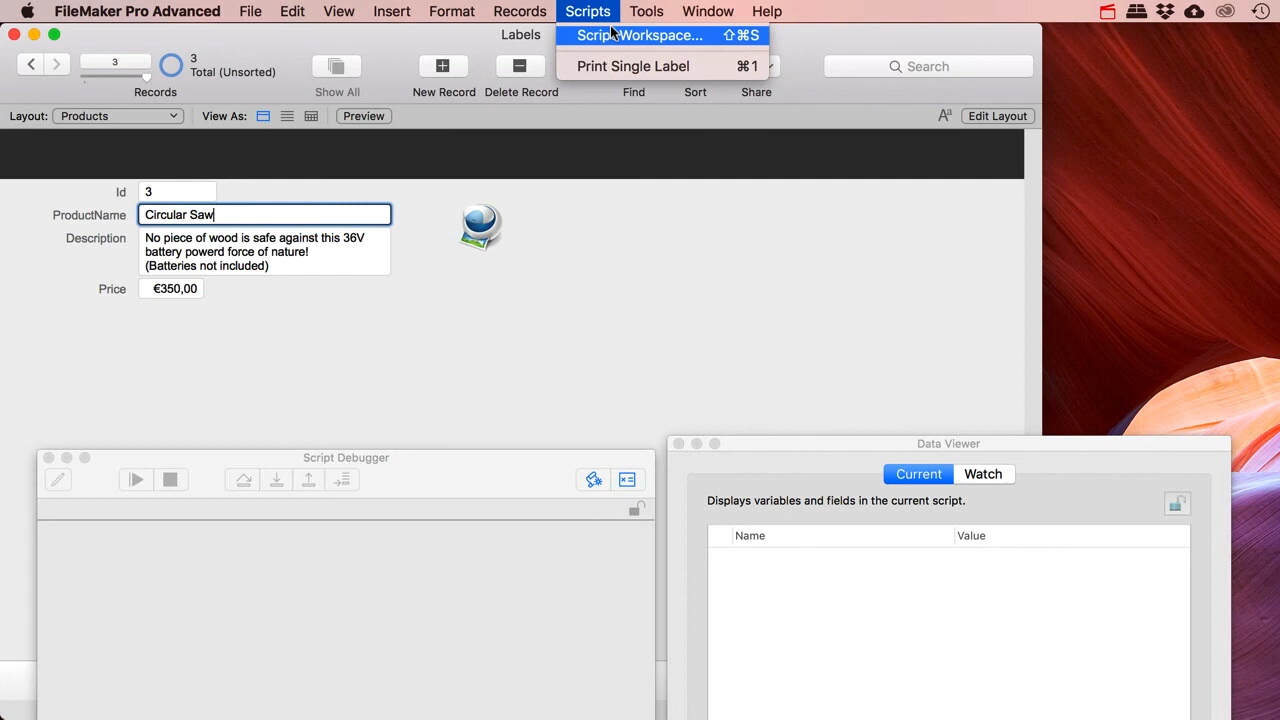 FileMaker Pro Advanced File Edit View Insert Format Records Scripts Tools Window Help
Labels
Script Workspace... ⇧⌘S
Print Single Label ⌘1
3
3
Total (Unsorted)
Records
Show All
New Record
Delete Record
Find
Sort
Share
Search
Layout: Products View As: Preview Aa Edit Layout
Id 3
ProductName Circular Saw
Description No piece of wood is safe against this 36V
battery powerd force of nature!
(Batteries not included)
Price €350,00
Script Debugger
Data Viewer
Current Watch
Displays variables and fields in the current script.
Name Value